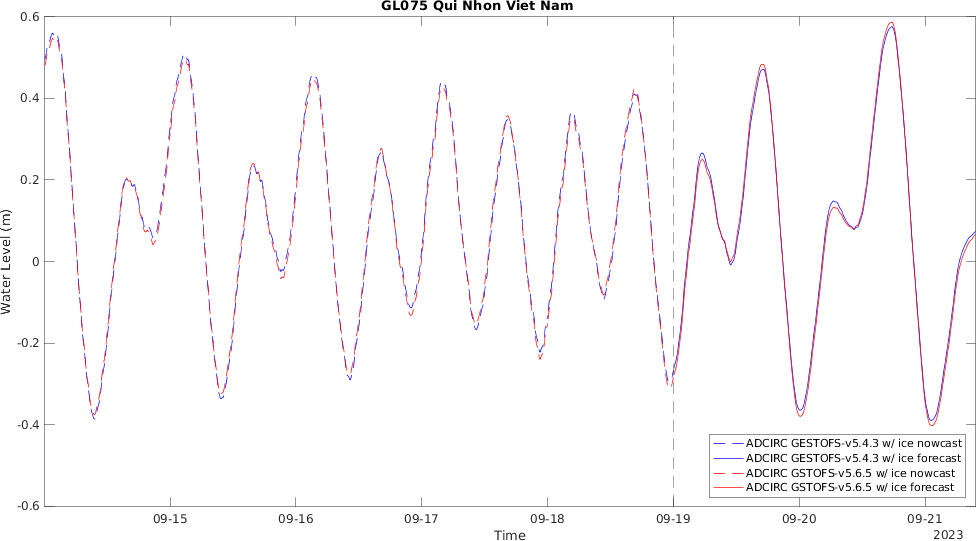 GL075 Qui Nhon Viet Nam
0.6
0.4
0.2
0
-0.2
-0.4
-0.6
Water Level (m)
09-15
09-16
09-17
09-18
09-19
09-20
09-21
Time
2023
ADCIRC GESTOFS-v5.4.3 w/ ice nowcast
ADCIRC GESTOFS-v5.4.3 w/ ice forecast
ADCIRC GSTOFS-v5.6.5 w/ ice nowcast
ADCIRC GSTOFS-v5.6.5 w/ ice forecast